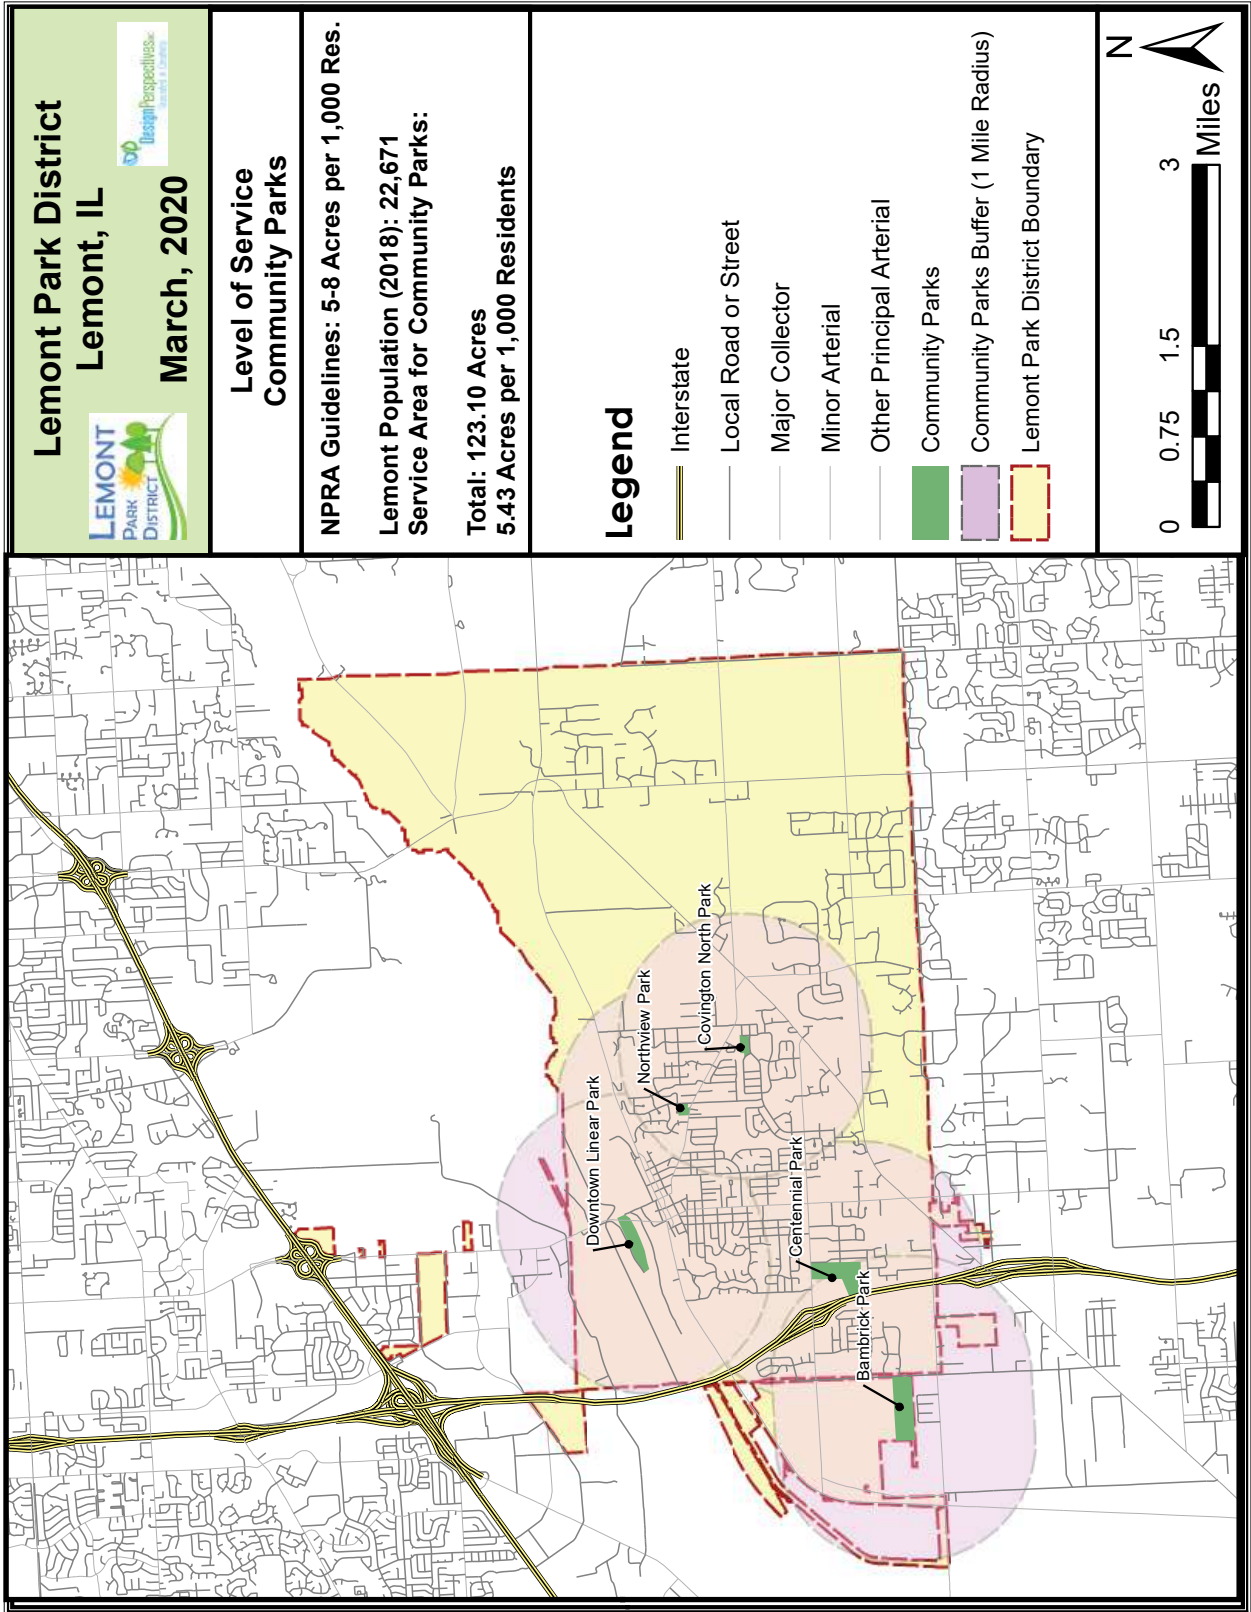 Lemont Park District
Lemont, IL
March, 2020
LEMONT
PARK
DISTRICT
DesignPerspectives
Level of Service
Community Parks
NPRA Guidelines: 5-8 Acres per 1,000 Res.
Lemont Population (2018): 22,671
Service Area for Community Parks:
Total: 123.10 Acres
5.43 Acres per 1,000 Residents
Legend
Interstate
Local Road or Street
Major Collector
Minor Arterial
Other Principal Arterial
Community Parks
Community Parks Buffer (1 Mile Radius)
Lemont Park District Boundary
N
0 0.75 1.5 3
Miles
Downtown Linear Park
Northview Park
Covington North Park
Centennial Park
Bambrick Park